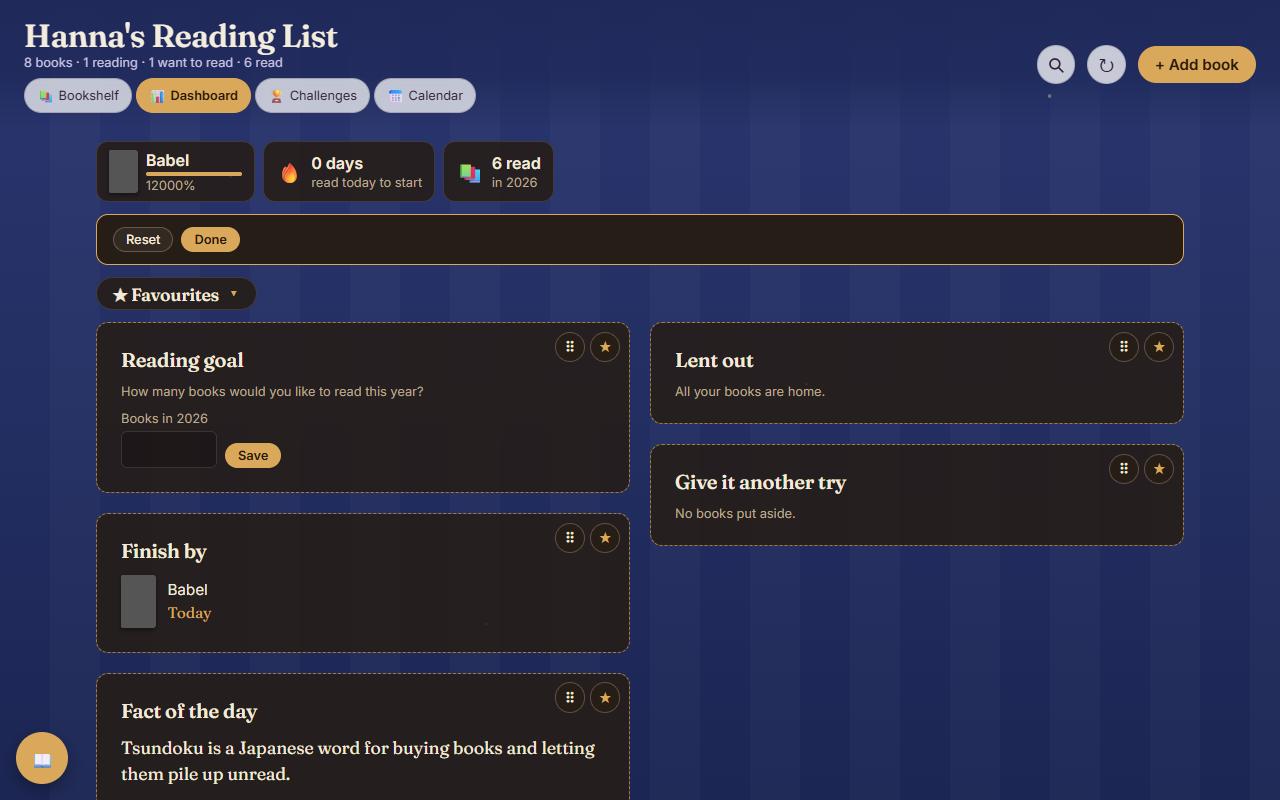 Hanna's Reading List
8 books · 1 reading · 1 want to read · 6 read
Bookshelf
Dashboard
Challenges
Calendar
+ Add book
Babel
12000%
0 days
read today to start
6 read
in 2026
Reset
Done
★ Favourites ▾
Reading goal
How many books would you like to read this year?
Books in 2026
Save
Lent out
All your books are home.
Give it another try
No books put aside.
Finish by
Babel
Today
Fact of the day
Tsundoku is a Japanese word for buying books and letting
them pile up unread.